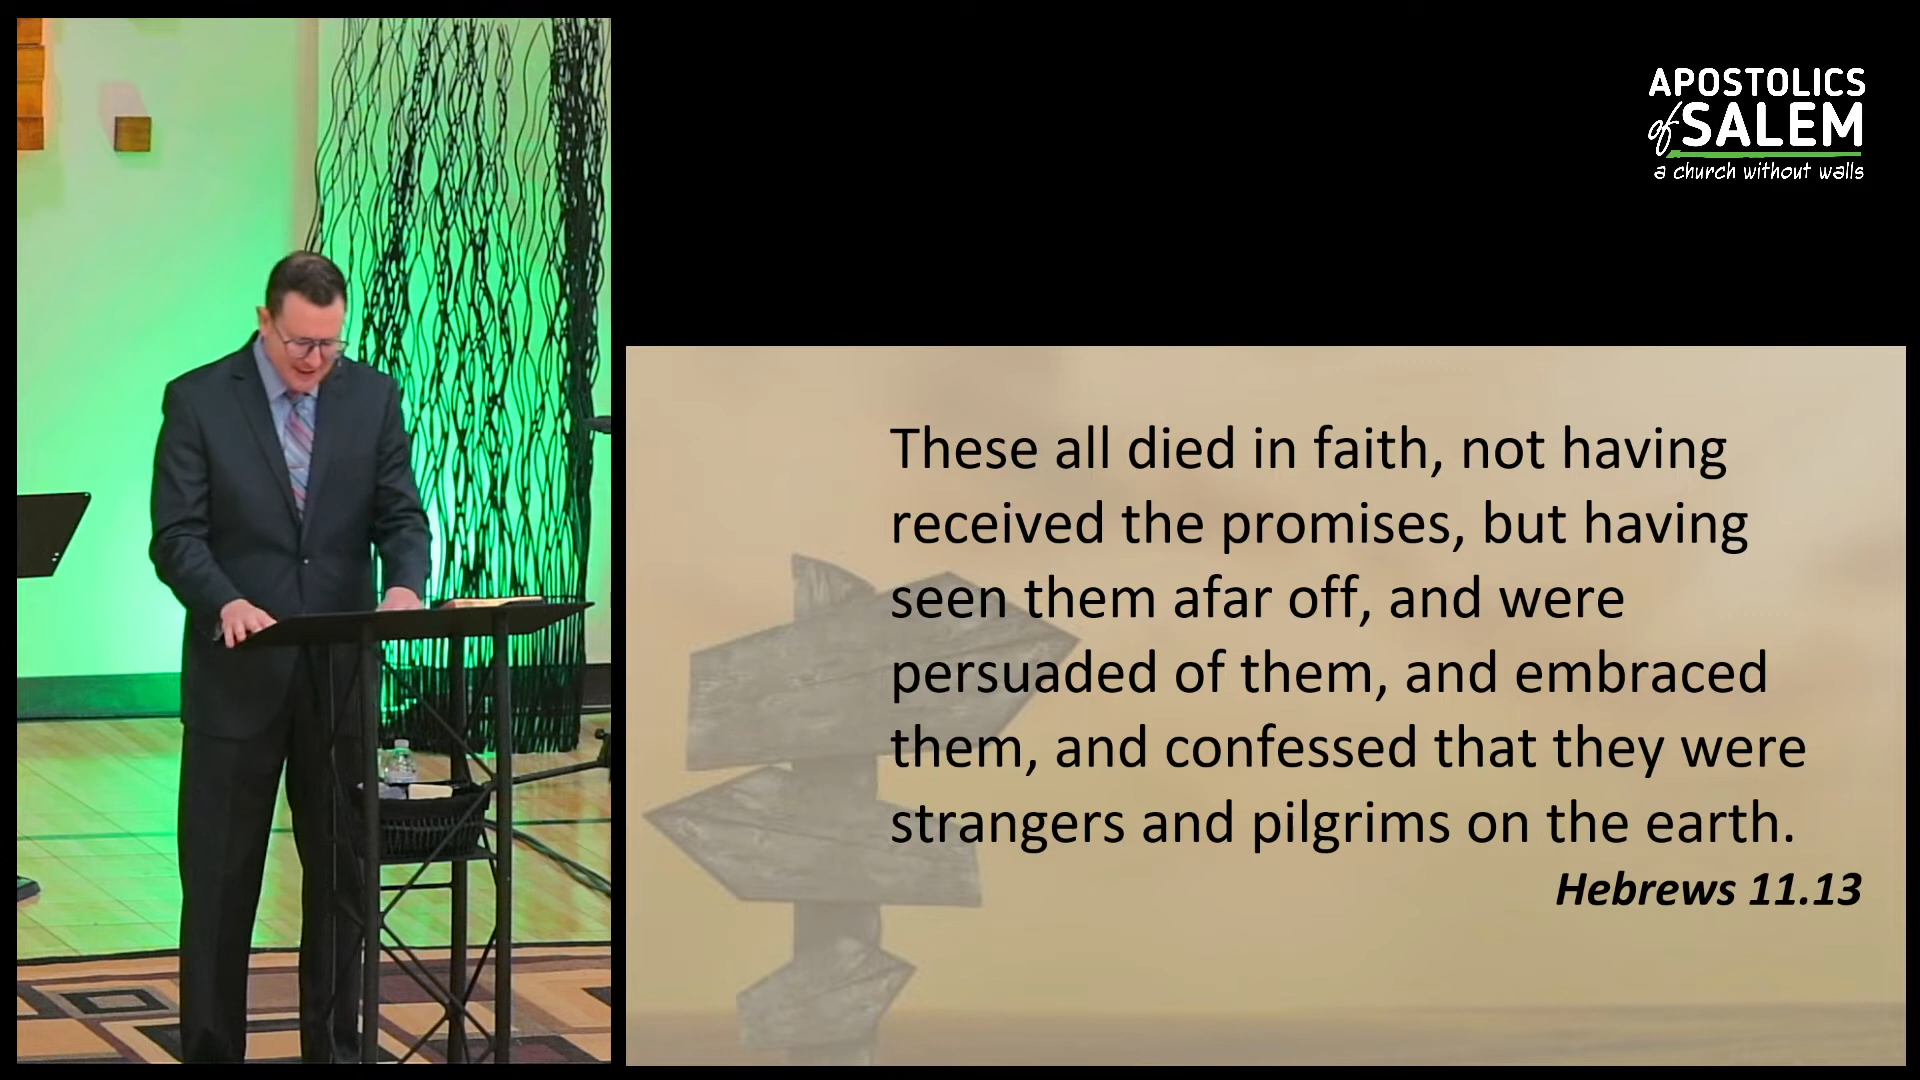 APOSTOLICS
of SALEM
a church without walls
These all died in faith, not having
received the promises, but having
seen them afar off, and were
persuaded of them, and embraced
them, and confessed that they were
strangers and pilgrims on the earth.
Hebrews 11.13